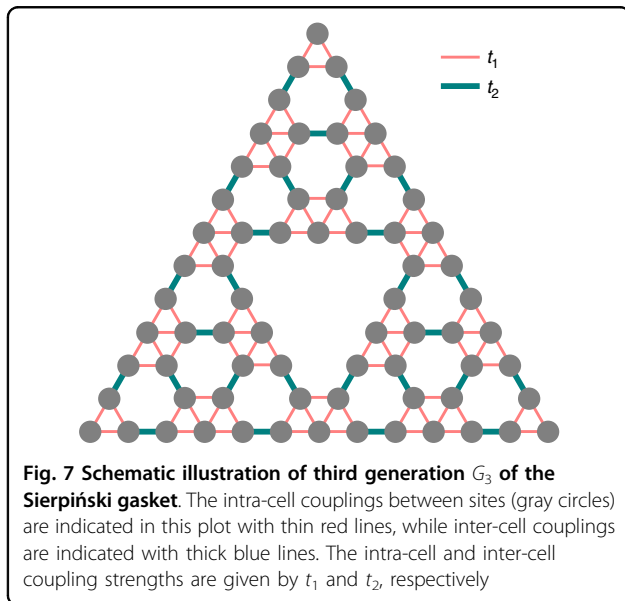 t₁
t₂
Fig. 7 Schematic illustration of third generation G₃ of the
Sierpiński gasket. The intra-cell couplings between sites (gray circles)
are indicated in this plot with thin red lines, while inter-cell couplings
are indicated with thick blue lines. The intra-cell and inter-cell
coupling strengths are given by t₁ and t₂, respectively